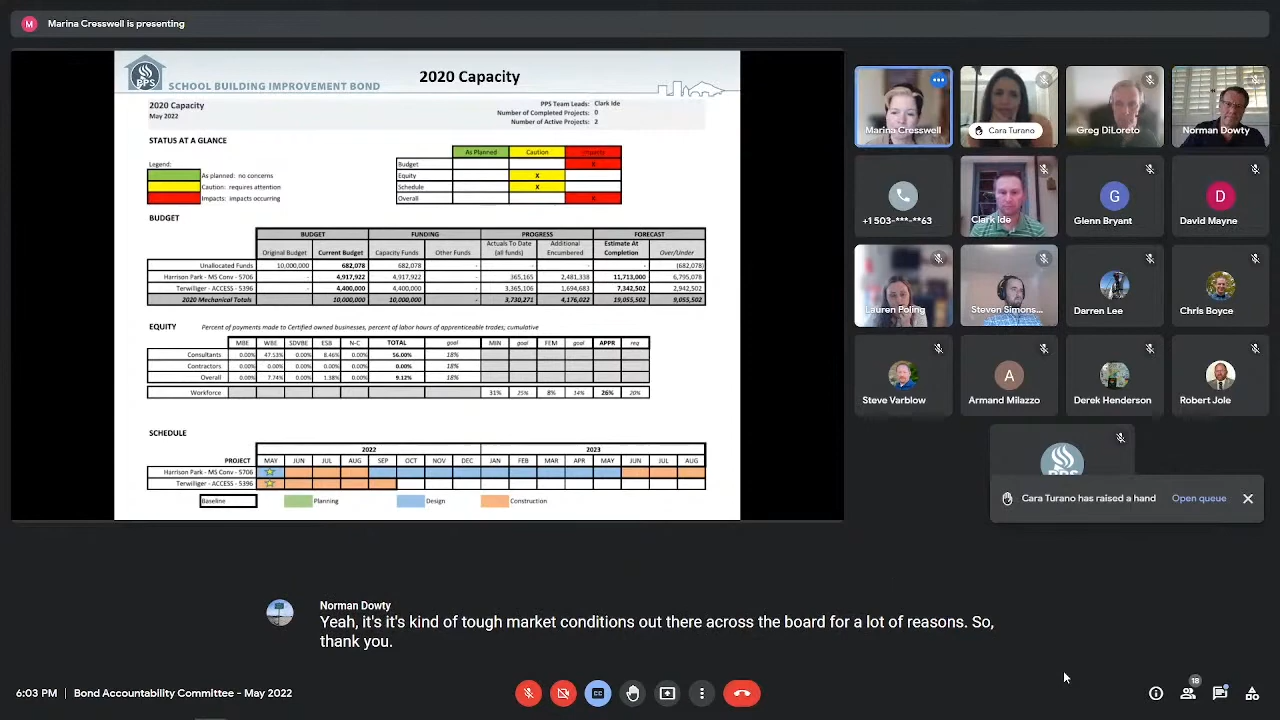 M Marina Cresswell is presenting
PPS
SCHOOL BUILDING IMPROVEMENT BOND
2020 Capacity
2020 Capacity
May 2022
PPS Team Leads: Clark Ide
Number of Completed Projects: 0
Number of Active Projects: 2
STATUS AT A GLANCE
As Planned Caution Impacts
Legend:
Budget X
As planned: no concerns
Equity X
Caution: requires attention
Schedule X
Impacts: impacts occurring
Overall X
BUDGET
BUDGET FUNDING PROGRESS FORECAST
Original Budget Current Budget Capacity Funds Other Funds Actuals To Date (all funds) Additional Encumbered Estimate At Completion Over/Under
Unallocated Funds 10,000,000 682,078 682,078 - (682,078)
Harrison Park - MS Conv - 5706 - 4,917,922 4,917,922 - 365,165 2,481,338 11,713,000 6,795,078
Terwilliger - ACCESS - 5396 - 4,400,000 4,400,000 - 3,365,106 1,694,683 7,342,502 2,942,502
2020 Mechanical Totals 10,000,000 10,000,000 - 3,730,271 4,176,022 19,055,502 9,055,502
EQUITY Percent of payments made to Certified owned businesses, percent of labor hours of apprenticeable trades; cumulative
MBE WBE SDVBE ESB N-C TOTAL goal MIN goal FEM goal APPR req
Consultants 0.00% 47.53% 0.00% 8.46% 0.00% 56.00% 18%
Contractors 0.00% 0.00% 0.00% 0.00% 0.00% 0.00% 18%
Overall 0.00% 7.74% 0.00% 1.38% 0.00% 9.12% 18%
Workforce 31% 25% 8% 14% 26% 20%
SCHEDULE
2022 2023
PROJECT MAY JUN JUL AUG SEP OCT NOV DEC JAN FEB MAR APR MAY JUN JUL AUG
Harrison Park - MS Conv - 5706
Terwilliger - ACCESS - 5396
Baseline Planning Design Construction
Marina Cresswell
Cara Turano
Greg DiLoreto
Norman Dowty
+1 503-***-**63
Clark Ide
G
Glenn Bryant
D
David Mayne
Lauren Foling
Steven Simons...
Chris Boyce
Steve Varblow
A
Armand Milazzo
Derek Henderson
Robert Jole
PPS
Cara Turano has raised a hand Open queue
Norman Dowty
Yeah, it's it's kind of tough market conditions out there across the board for a lot of reasons. So,
thank you.
6:03 PM | Bond Accountability Committee - May 2022
18